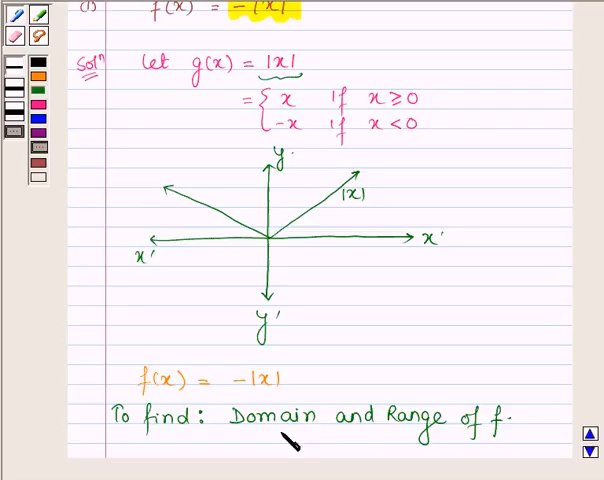 (i) f(x) = -|x|
Solⁿ Let g(x) = |x|
= { x if x ≥ 0
-x if x < 0
y
|x|
x' x'
y'
f(x) = -|x|
To find: Domain and Range of f.